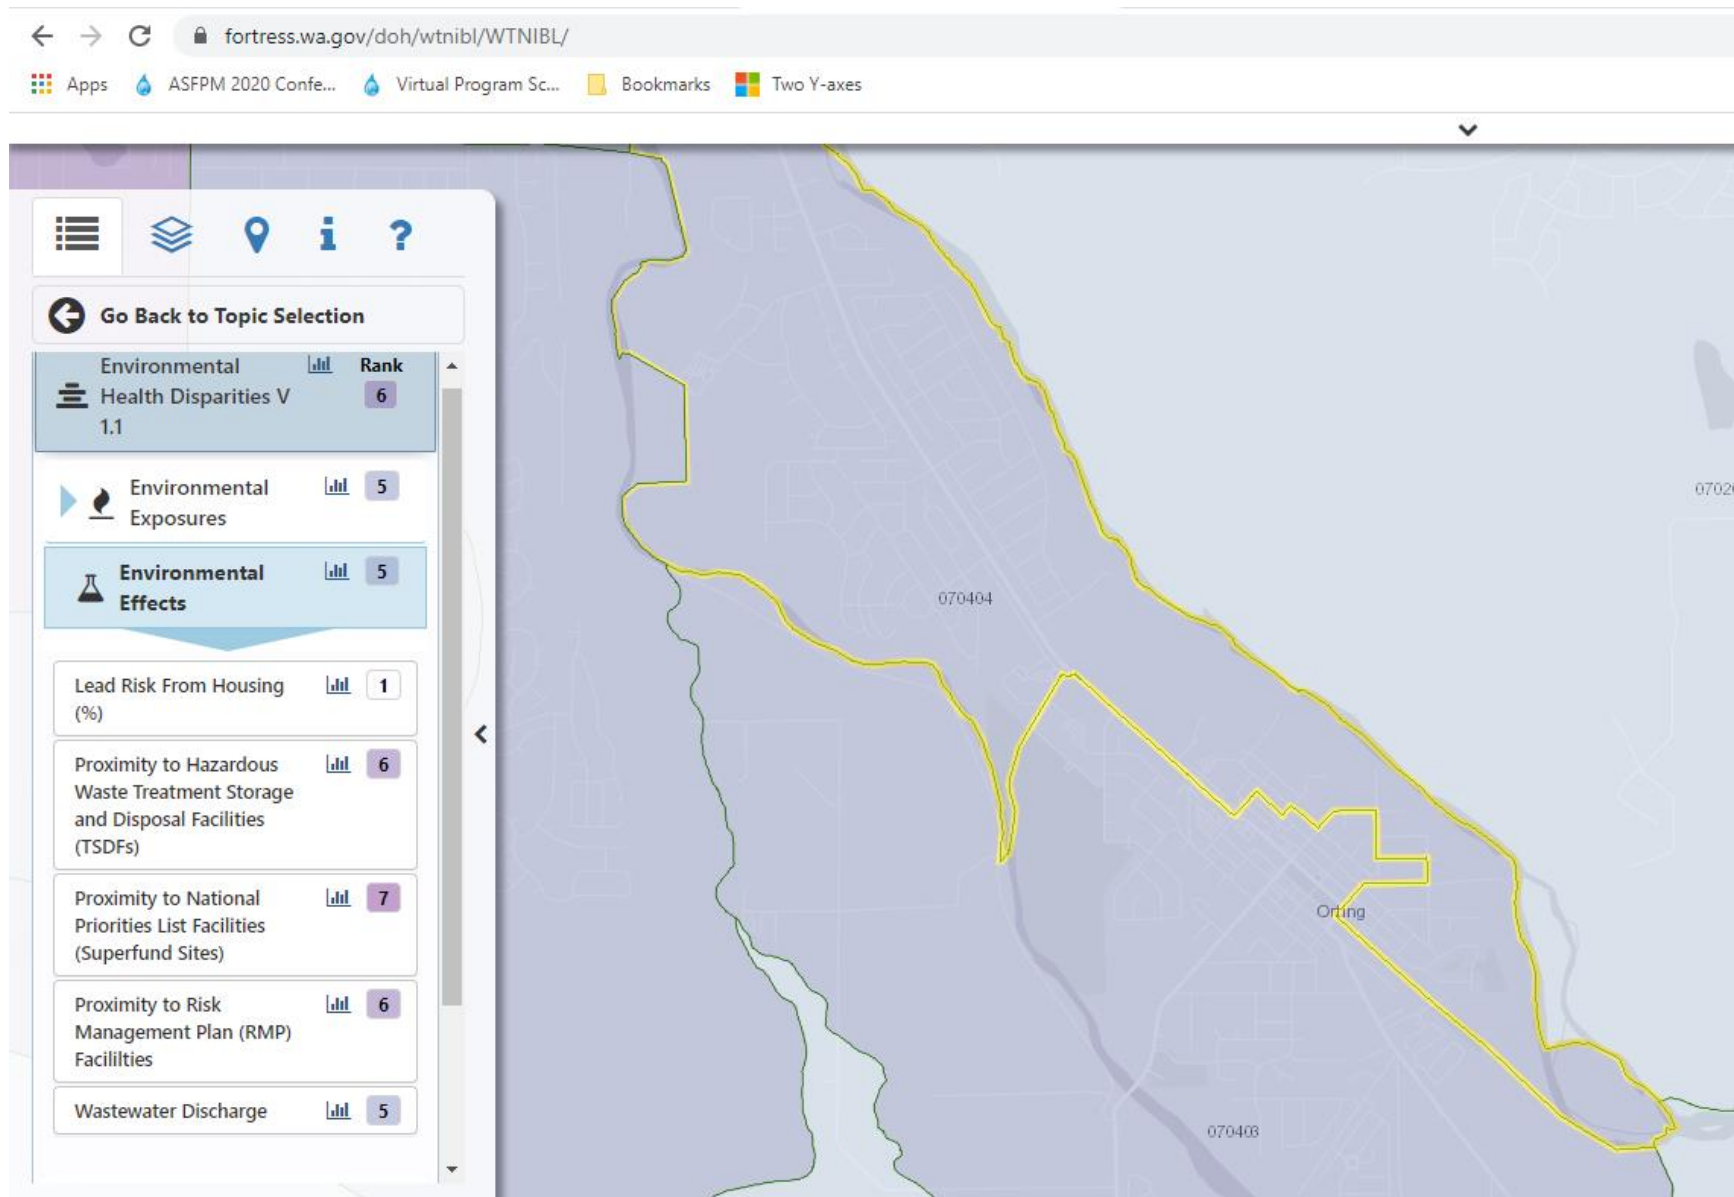 fortress.wa.gov/doh/wtnibl/WTNIBL/
Apps ASFPM 2020 Confe... Virtual Program Sc... Bookmarks Two Y-axes
Go Back to Topic Selection
Environmental Rank
Health Disparities V 6
1.1
Environmental 5
Exposures
Environmental 5
Effects
Lead Risk From Housing 1
(%)
Proximity to Hazardous 6
Waste Treatment Storage
and Disposal Facilities
(TSDFs)
Proximity to National 7
Priorities List Facilities
(Superfund Sites)
Proximity to Risk 6
Management Plan (RMP)
Facililties
Wastewater Discharge 5
070404
Orting
070403